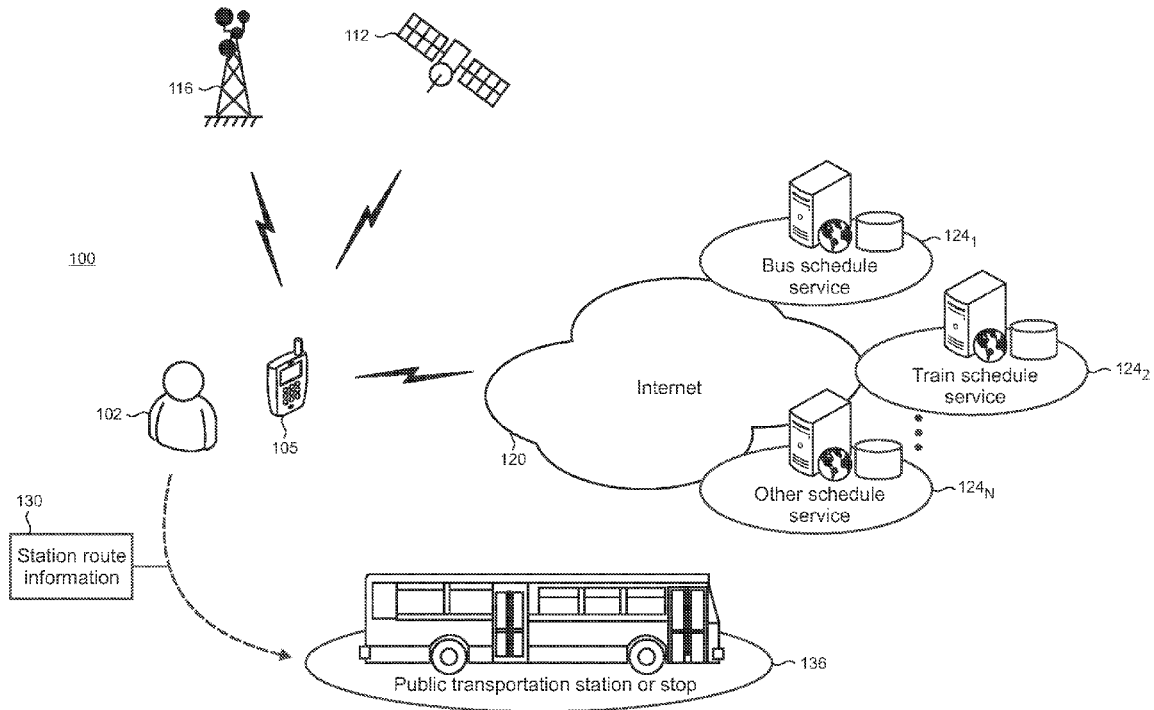 112
116
124₁
Bus schedule
service
100
Train schedule
service
124₂
Internet
102
105
120
Other schedule
service
124N
130
Station route
information
136
Public transportation station or stop